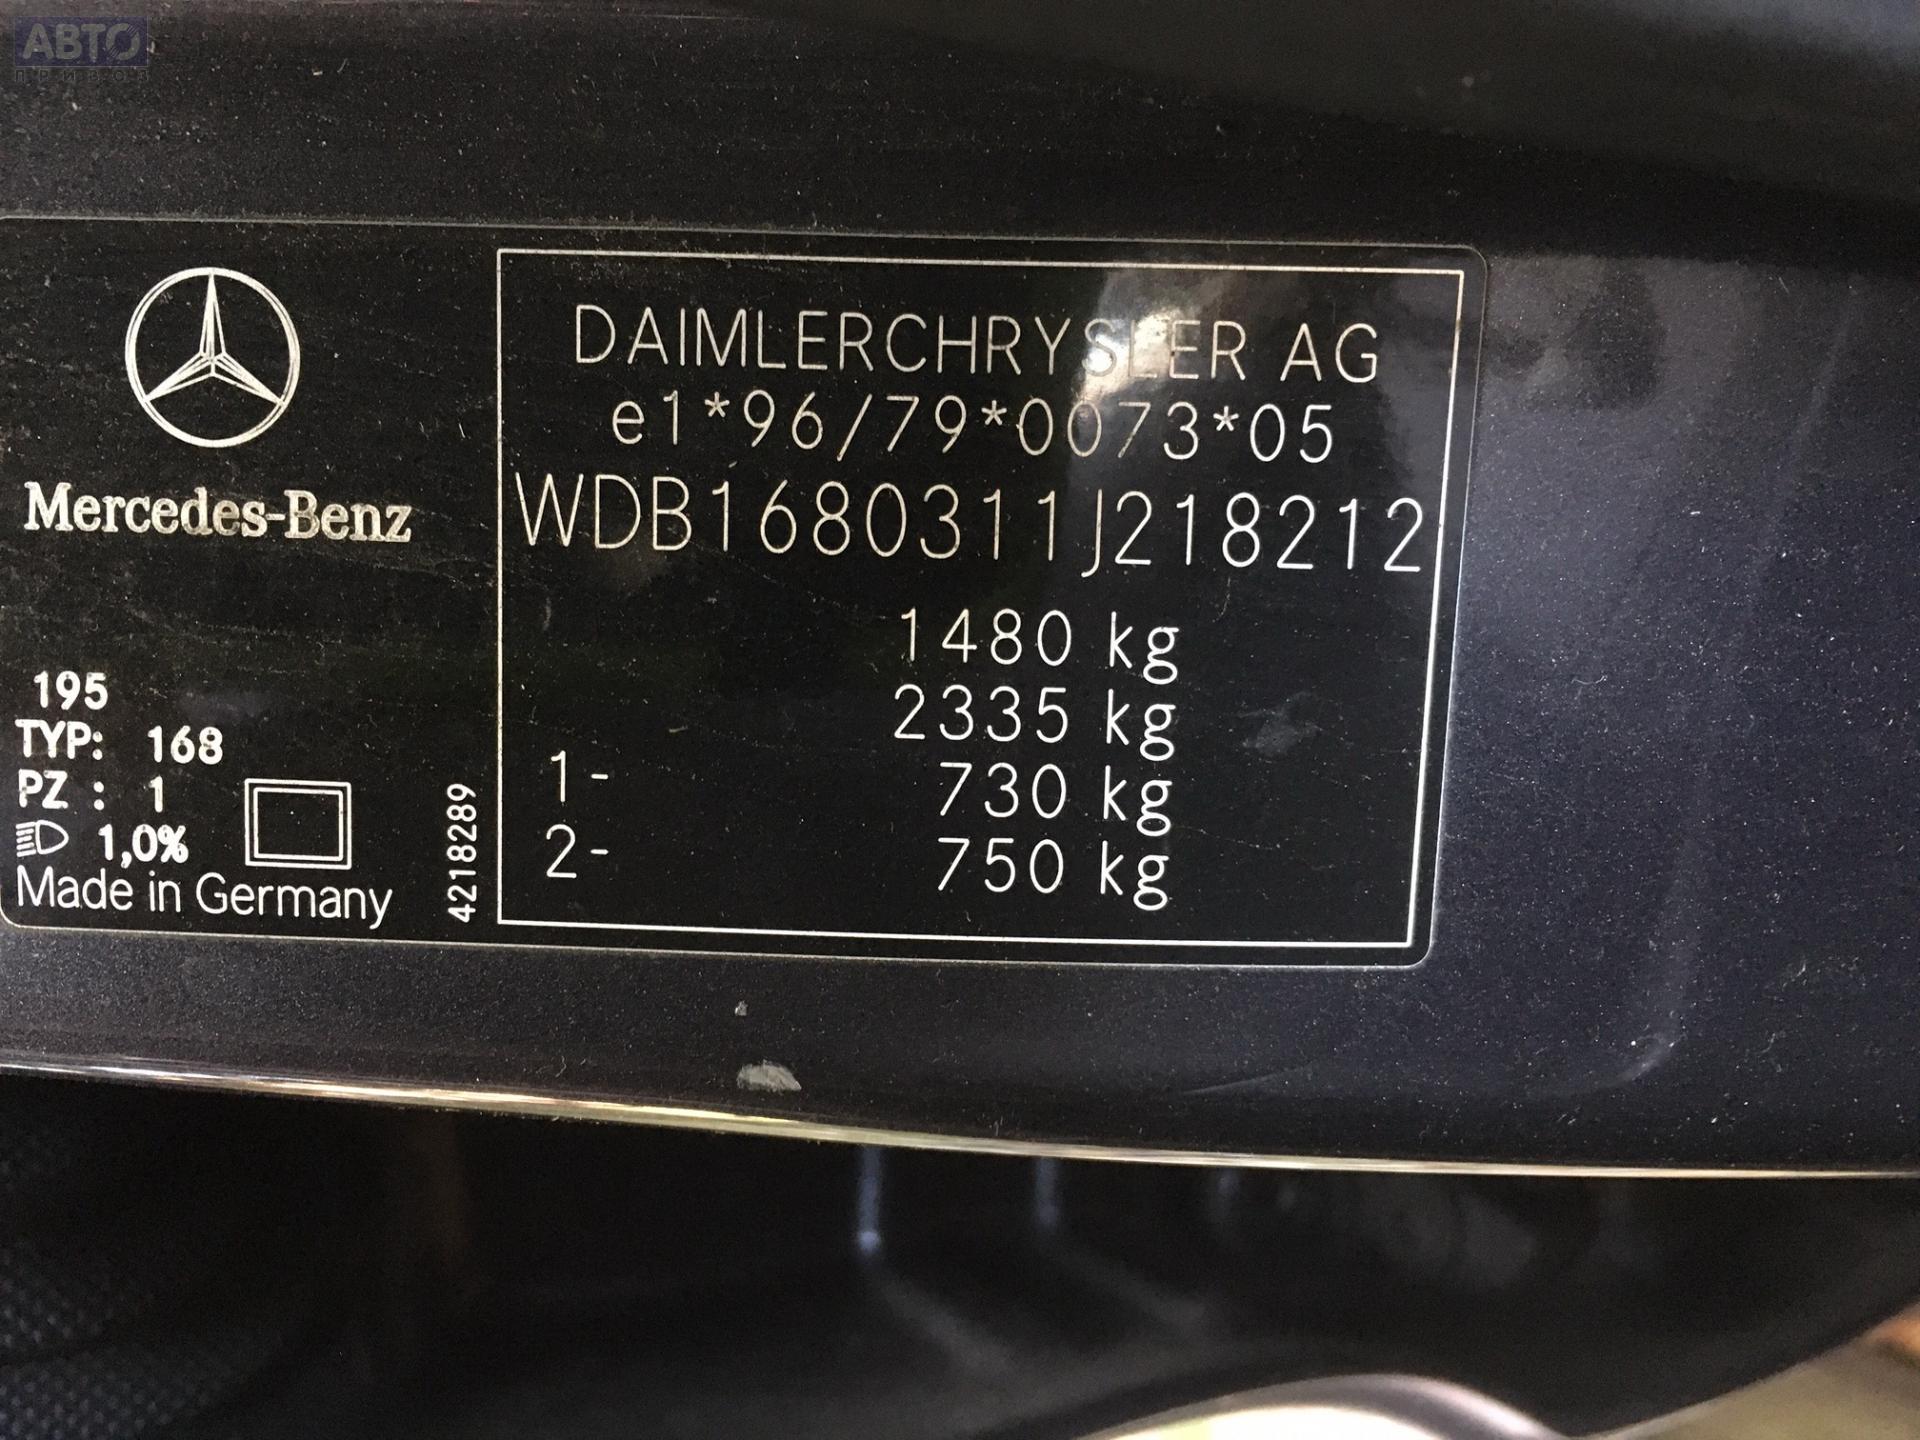 АВТО
ПРИВОЗ
Mercedes-Benz
195
TYP: 168
PZ : 1
1,0%
Made in Germany
4218289
DAIMLERCHRYSLER AG
e1*96/79*0073*05
WDB1680311J218212
1480 kg
2335 kg
1- 730 kg
2- 750 kg